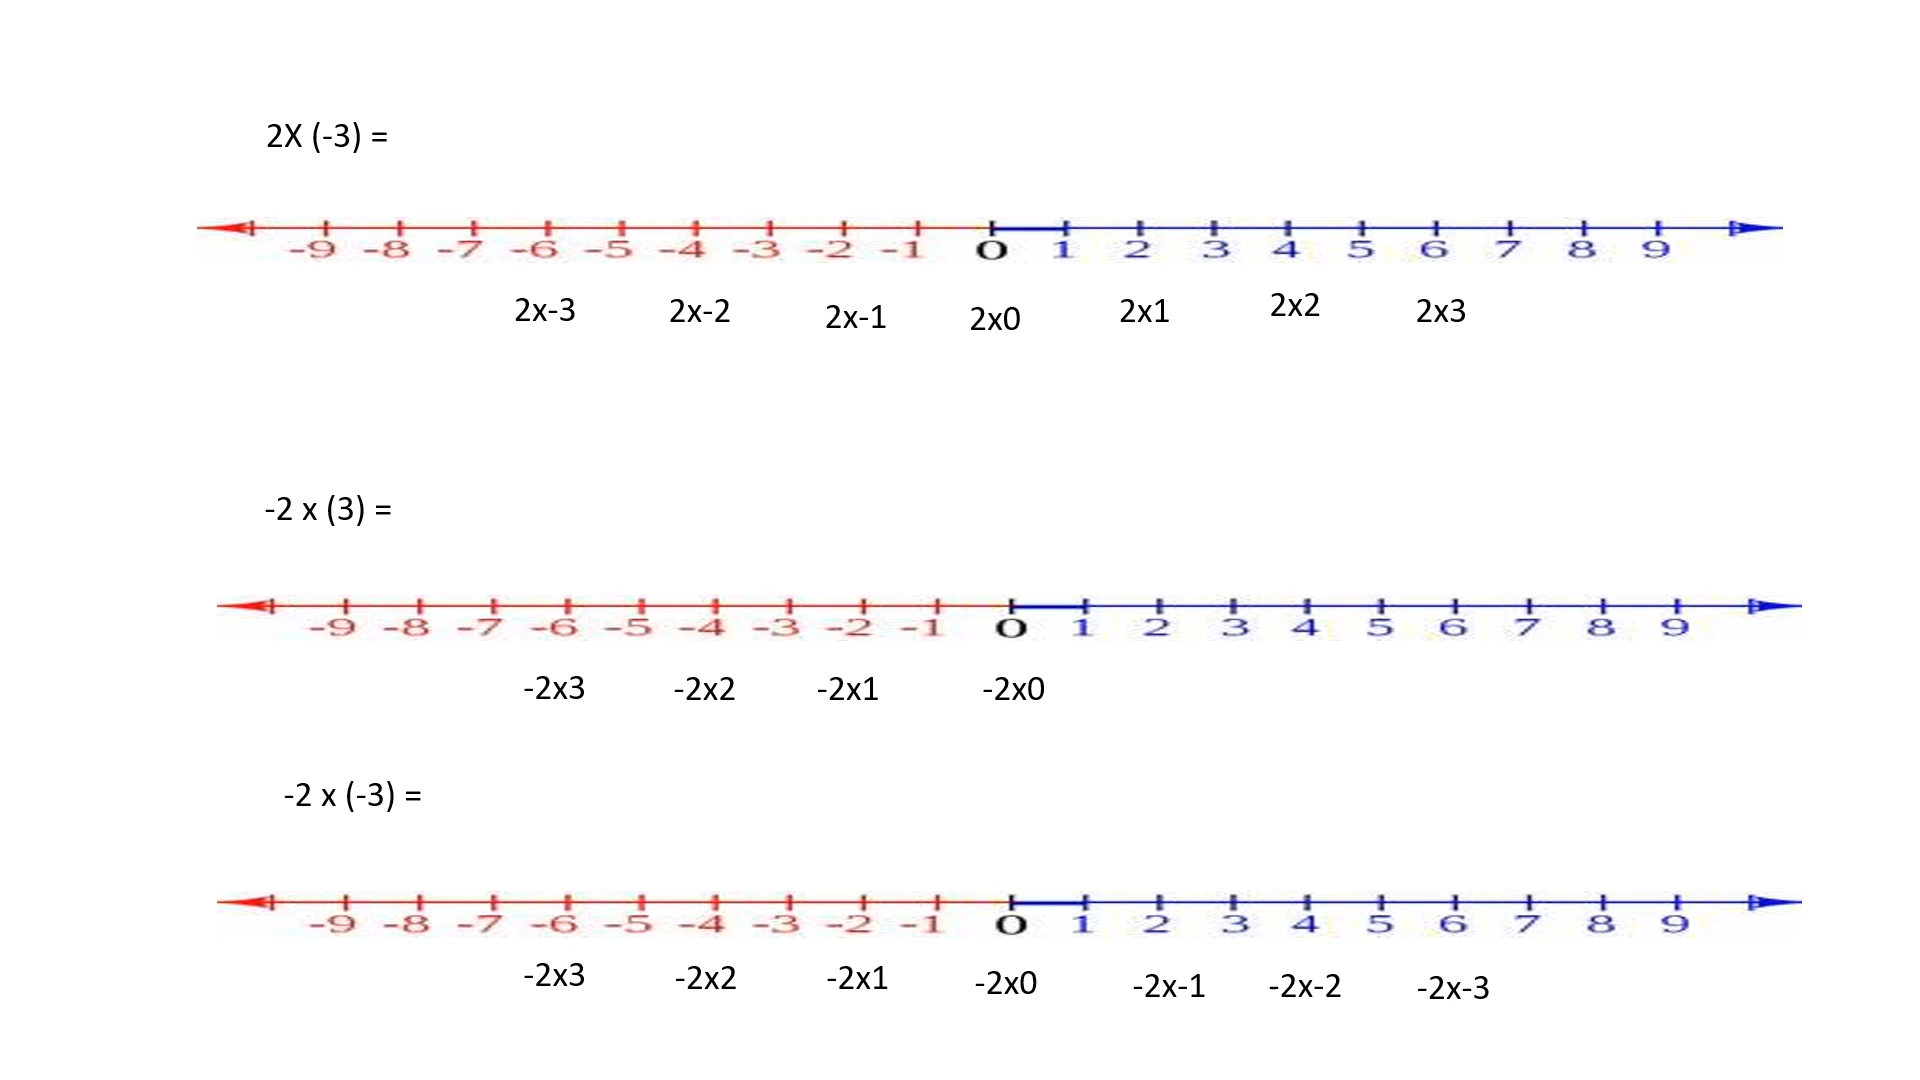 2X (-3) =
-9 -8 -7 -6 -5 -4 -3 -2 -1 0 1 2 3 4 5 6 7 8 9
2x-3 2x-2 2x-1 2x0 2x1 2x2 2x3
-2 x (3) =
-9 -8 -7 -6 -5 -4 -3 -2 -1 0 1 2 3 4 5 6 7 8 9
-2x3 -2x2 -2x1 -2x0
-2 x (-3) =
-9 -8 -7 -6 -5 -4 -3 -2 -1 0 1 2 3 4 5 6 7 8 9
-2x3 -2x2 -2x1 -2x0 -2x-1 -2x-2 -2x-3